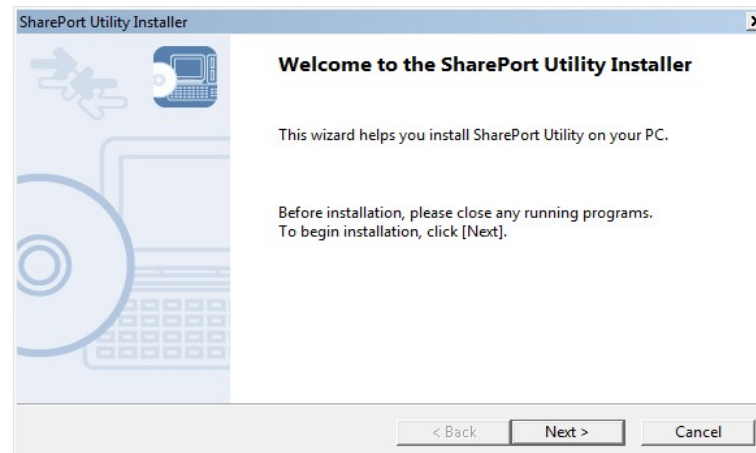 SharePort Utility Installer
Welcome to the SharePort Utility Installer
This wizard helps you install SharePort Utility on your PC.
Before installation, please close any running programs.
To begin installation, click [Next].
< Back
Next >
Cancel